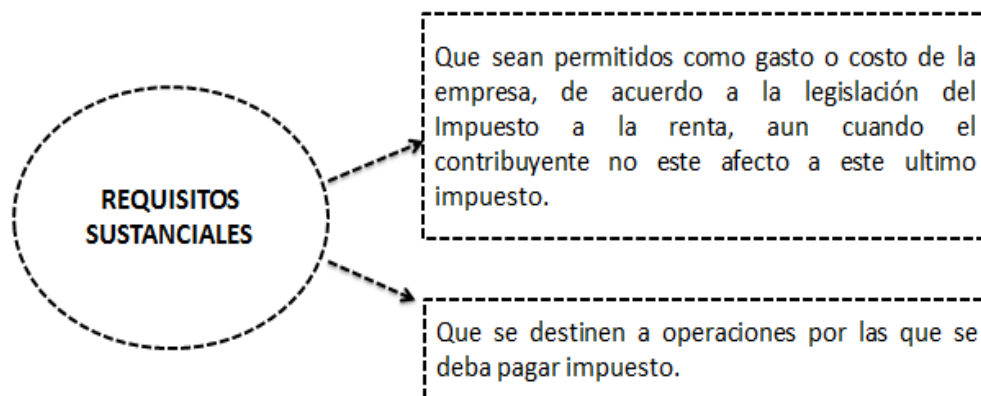 REQUISITOS
SUSTANCIALES
Que sean permitidos como gasto o costo de la
empresa, de acuerdo a la legislación del
Impuesto a la renta, aun cuando el
contribuyente no este afecto a este ultimo
impuesto.
Que se destinen a operaciones por las que se
deba pagar impuesto.